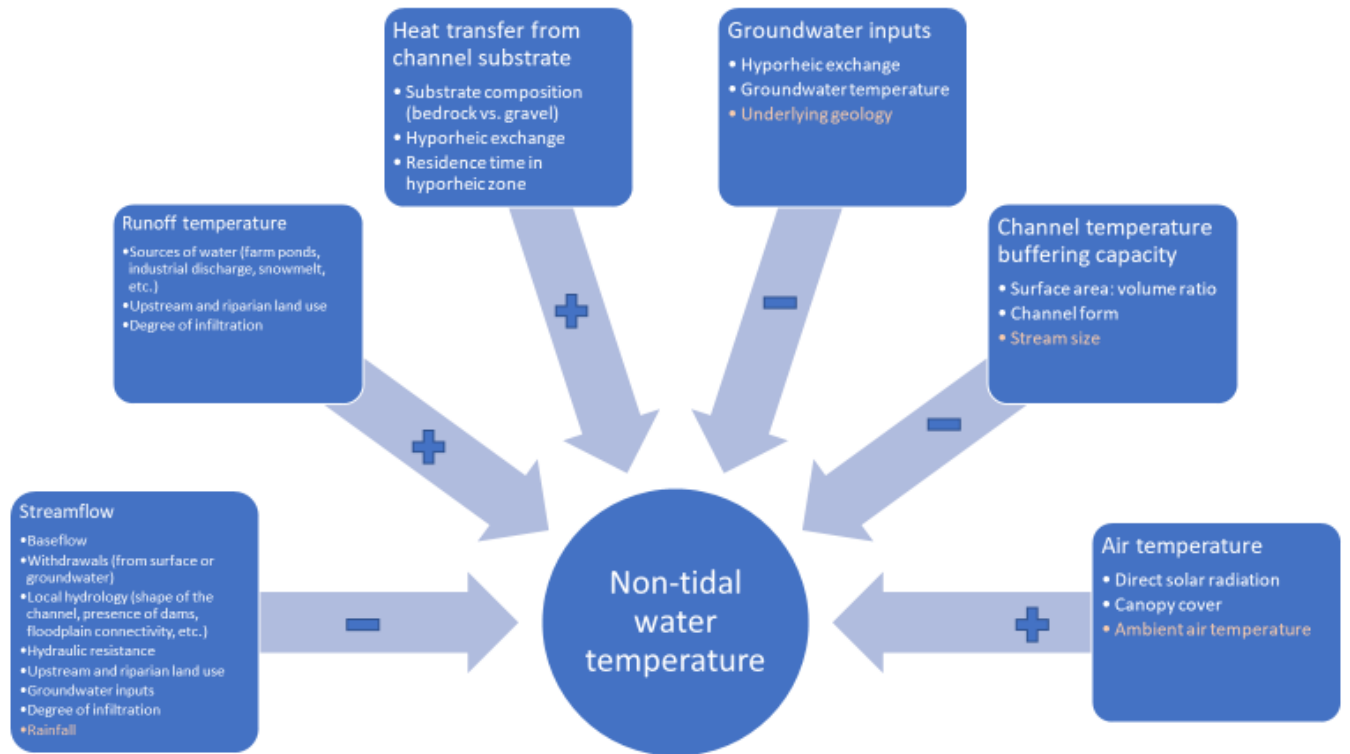 Heat transfer from
channel substrate
• Substrate composition
(bedrock vs. gravel)
• Hyporheic exchange
• Residence time in
hyporheic zone
Groundwater inputs
• Hyporheic exchange
• Groundwater temperature
• Underlying geology
Runoff temperature
•Sources of water (farm ponds,
industrial discharge, snowmelt,
etc.)
•Upstream and riparian land use
•Degree of infiltration
Channel temperature
buffering capacity
• Surface area: volume ratio
• Channel form
• Stream size
Streamflow
•Baseflow
•Withdrawals (from surface or
groundwater)
•Local hydrology (shape of the
channel, presence of dams,
floodplain connectivity, etc.)
•Hydraulic resistance
•Upstream and riparian land use
•Groundwater inputs
•Degree of infiltration
•Rainfall
Air temperature
• Direct solar radiation
• Canopy cover
• Ambient air temperature
Non-tidal
water
temperature